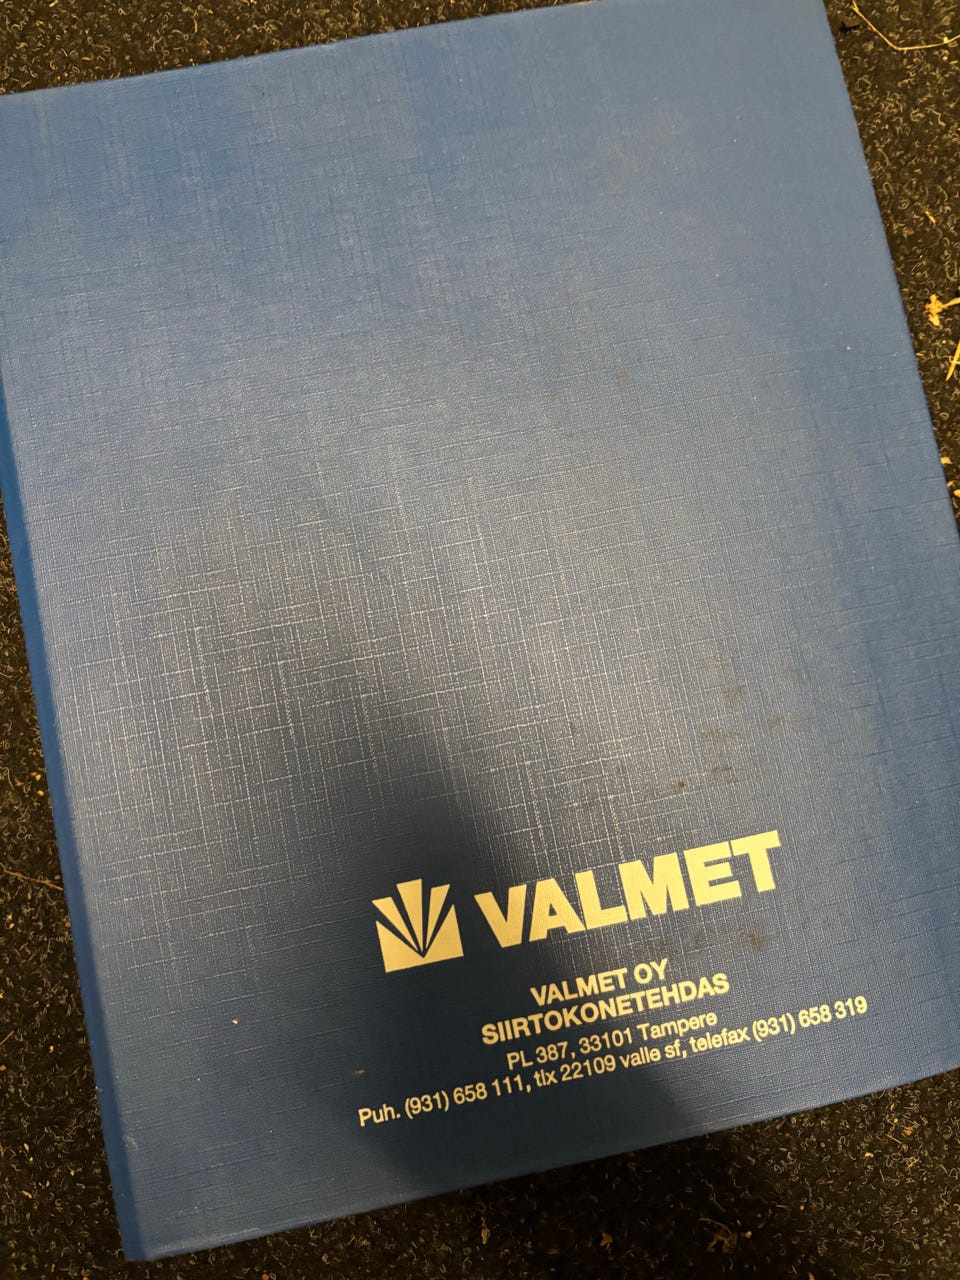 VALMET
VALMET OY
SIIRTOKONETEHDAS
PL 387, 33101 Tampere
Puh. (931) 658 111, tlx 22109 valle sf, telefax (931) 658 319